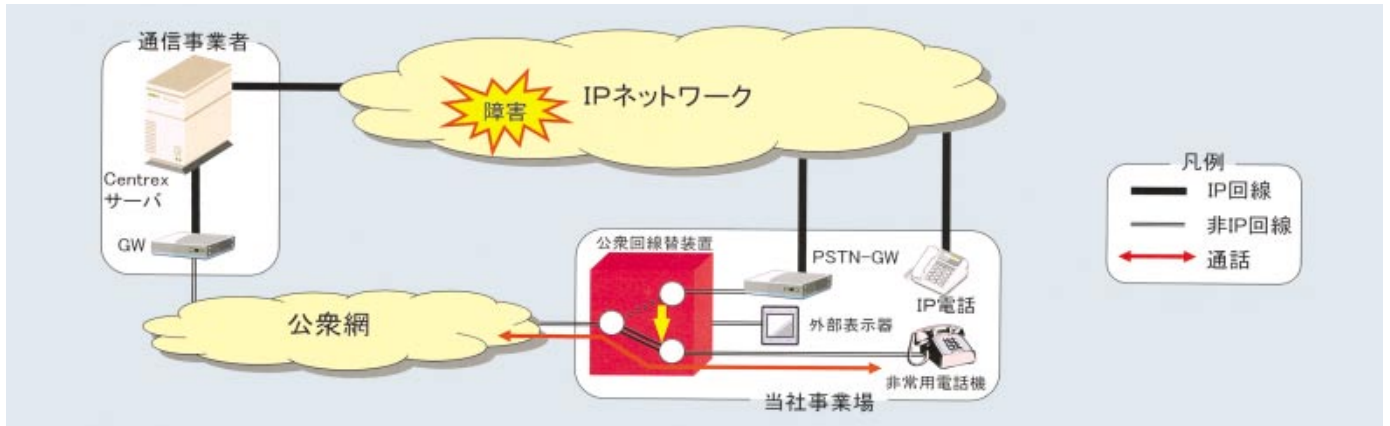 通信事業者
Centrex
サーバ
GW
IPネットワーク
障害
公衆網
公衆回線替装置
PSTN-GW
IP電話
外部表示器
非常用電話機
当社事業場
凡例
IP回線
非IP回線
通話